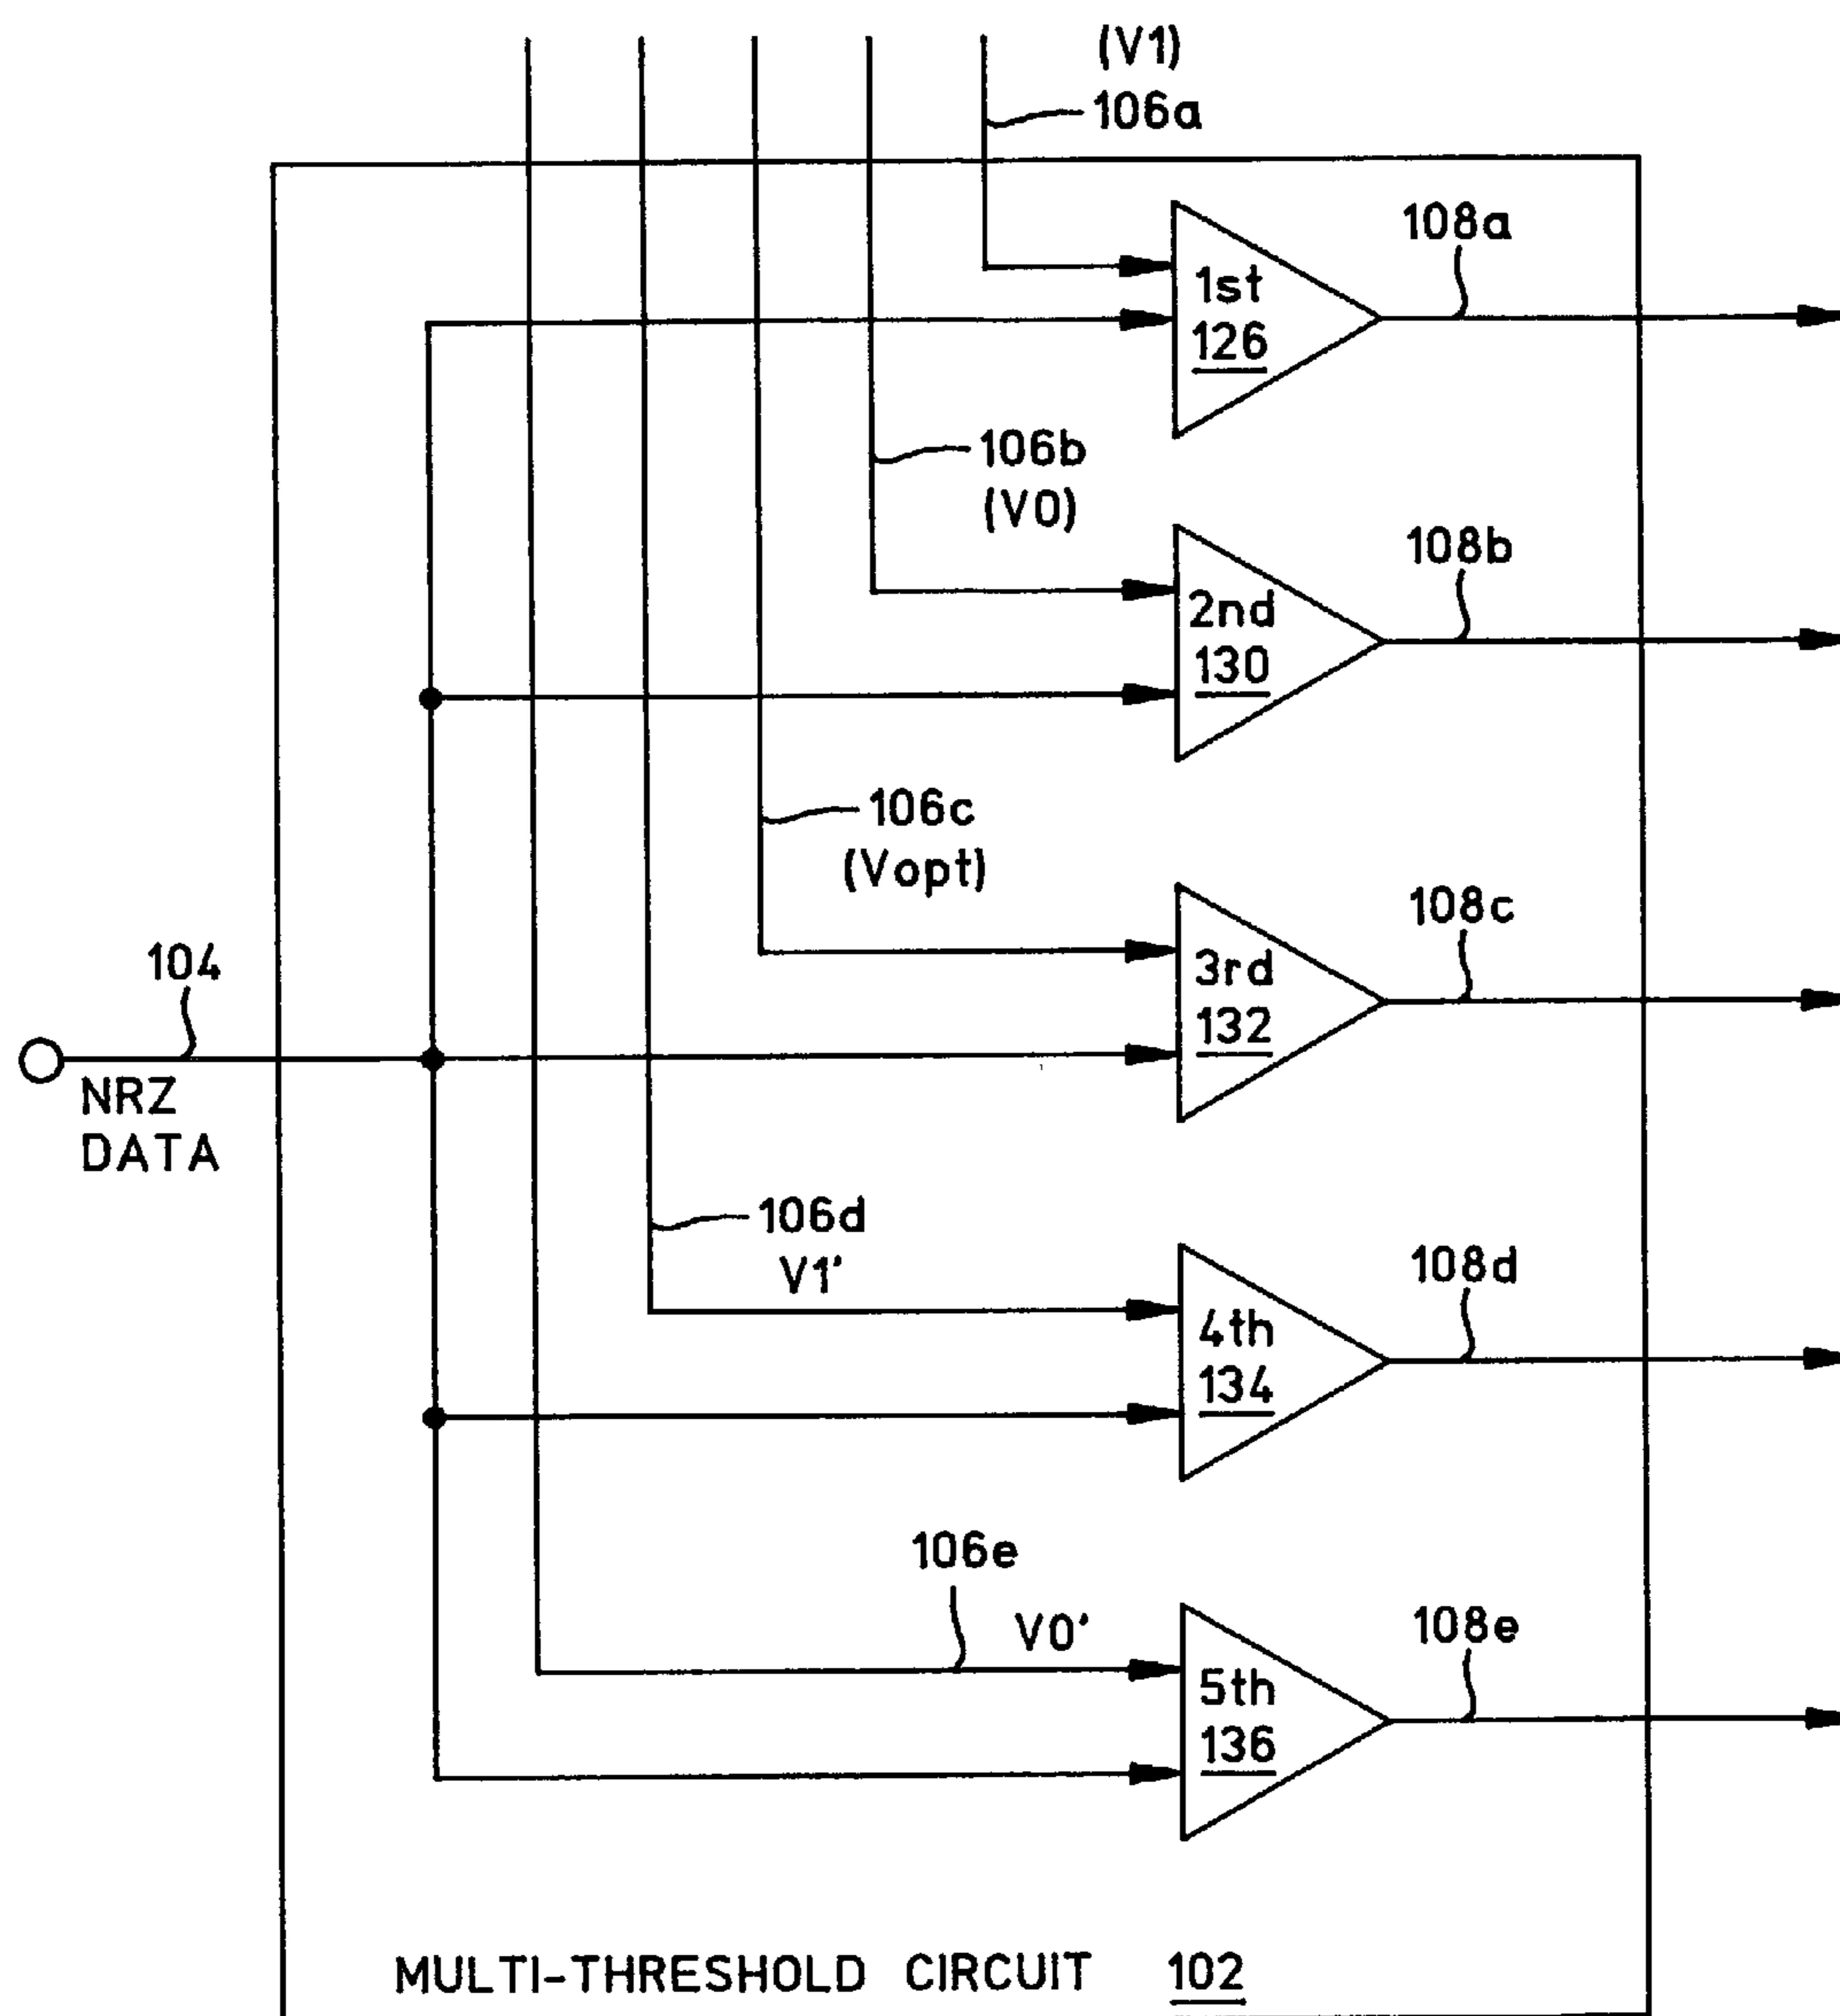 (V1)
106a
108a
1st
126
106b
(V0)
108b
2nd
130
106c
(Vopt)
108c
3rd
132
104
NRZ
DATA
106d
V1'
108d
4th
134
106e
V0'
108e
5th
136
MULTI-THRESHOLD CIRCUIT 102